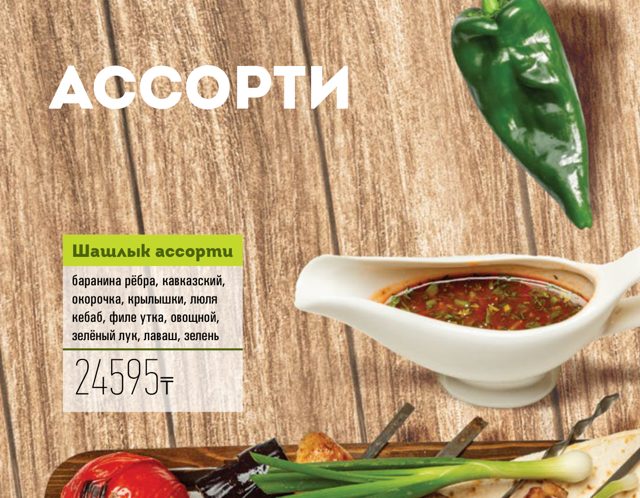 АССОРТИ
Шашлык ассорти
баранина рёбра, кавказский,
окорочка, крылышки, люля
кебаб, филе утка, овощной,
зелёный лук, лаваш, зелень
24595₸